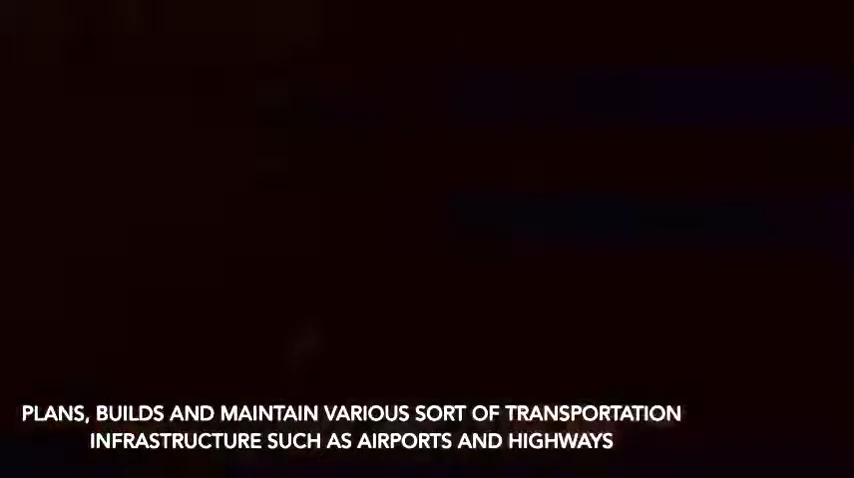 PLANS, BUILDS AND MAINTAIN VARIOUS SORT OF TRANSPORTATION
INFRASTRUCTURE SUCH AS AIRPORTS AND HIGHWAYS